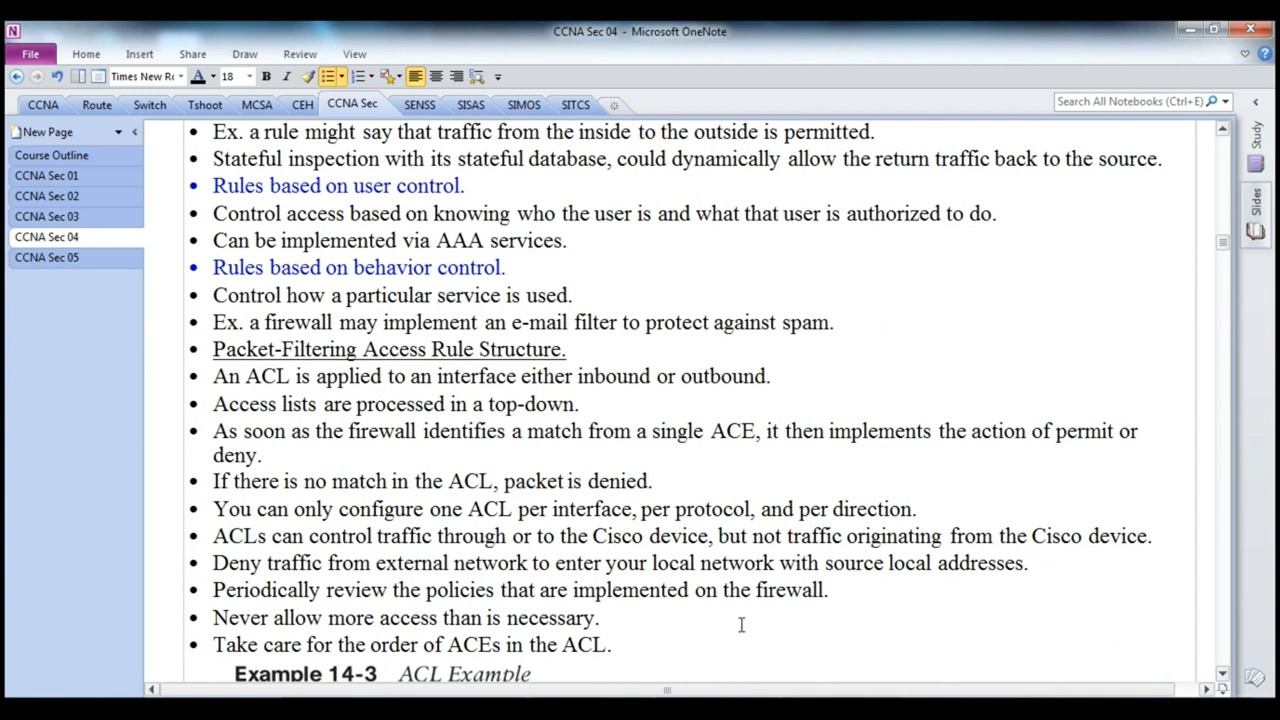 CCNA Sec 04 - Microsoft OneNote
File Home Insert Share Draw Review View
Times New Ro 18 B I
CCNA Route Switch Tshoot MCSA CEH CCNA Sec SENSS SISAS SIMOS SITCS Search All Notebooks (Ctrl+E)
New Page
Course Outline
CCNA Sec 01
CCNA Sec 02
CCNA Sec 03
CCNA Sec 04
CCNA Sec 05
• Ex. a rule might say that traffic from the inside to the outside is permitted.
• Stateful inspection with its stateful database, could dynamically allow the return traffic back to the source.
• Rules based on user control.
• Control access based on knowing who the user is and what that user is authorized to do.
• Can be implemented via AAA services.
• Rules based on behavior control.
• Control how a particular service is used.
• Ex. a firewall may implement an e-mail filter to protect against spam.
• Packet-Filtering Access Rule Structure.
• An ACL is applied to an interface either inbound or outbound.
• Access lists are processed in a top-down.
• As soon as the firewall identifies a match from a single ACE, it then implements the action of permit or
deny.
• If there is no match in the ACL, packet is denied.
• You can only configure one ACL per interface, per protocol, and per direction.
• ACLs can control traffic through or to the Cisco device, but not traffic originating from the Cisco device.
• Deny traffic from external network to enter your local network with source local addresses.
• Periodically review the policies that are implemented on the firewall.
• Never allow more access than is necessary.
• Take care for the order of ACEs in the ACL.
Example 14-3 ACL Example
Study
Slides